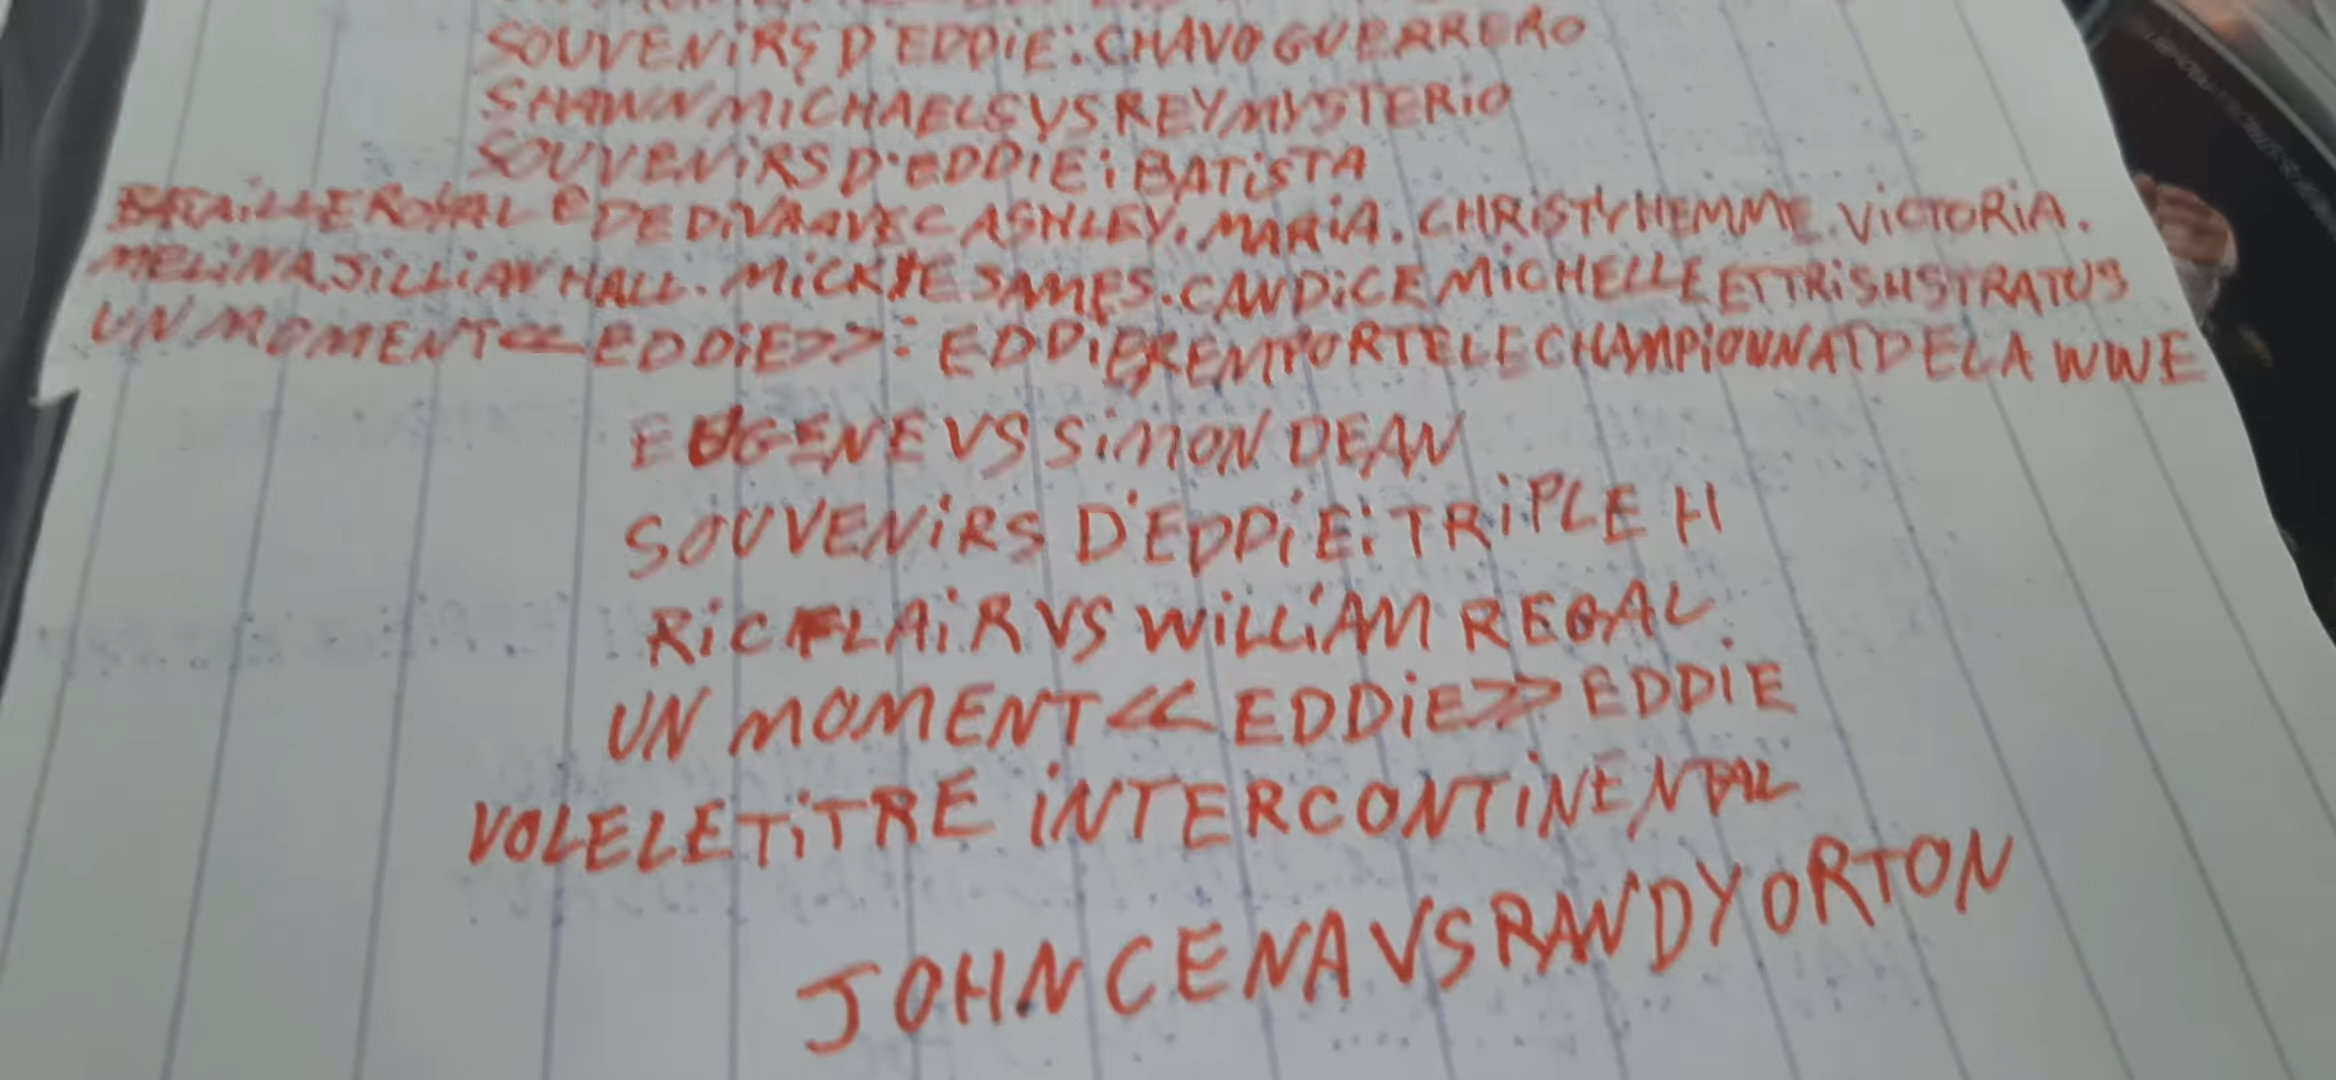 SOUVENIRS D'EDDIE: CHAVO GUERRERO
SHAWN MICHAELS VS REY MYSTERIO
SOUVENIRS D'EDDIE: BATISTA
BATAILLE ROYAL DE DIVA AVEC ASHLEY. MARIA. CHRISTY HEMME. VICTORIA.
MELINA JILLIAN HALL. MICKIE JAMES. CANDICE MICHELLE ET TRISH STRATUS
UN MOMENT << EDDIE >> : EDDIE REMPORTE LE CHAMPIONNAT DE LA WWE
EUGENE VS SIMON DEAN
SOUVENIRS D'EDDIE: TRIPLE H
RIC FLAIR VS WILLIAM REGAL
UN MOMENT << EDDIE >> EDDIE
VOLE LE TITRE INTERCONTINENTAL
JOHN CENA VS RANDY ORTON